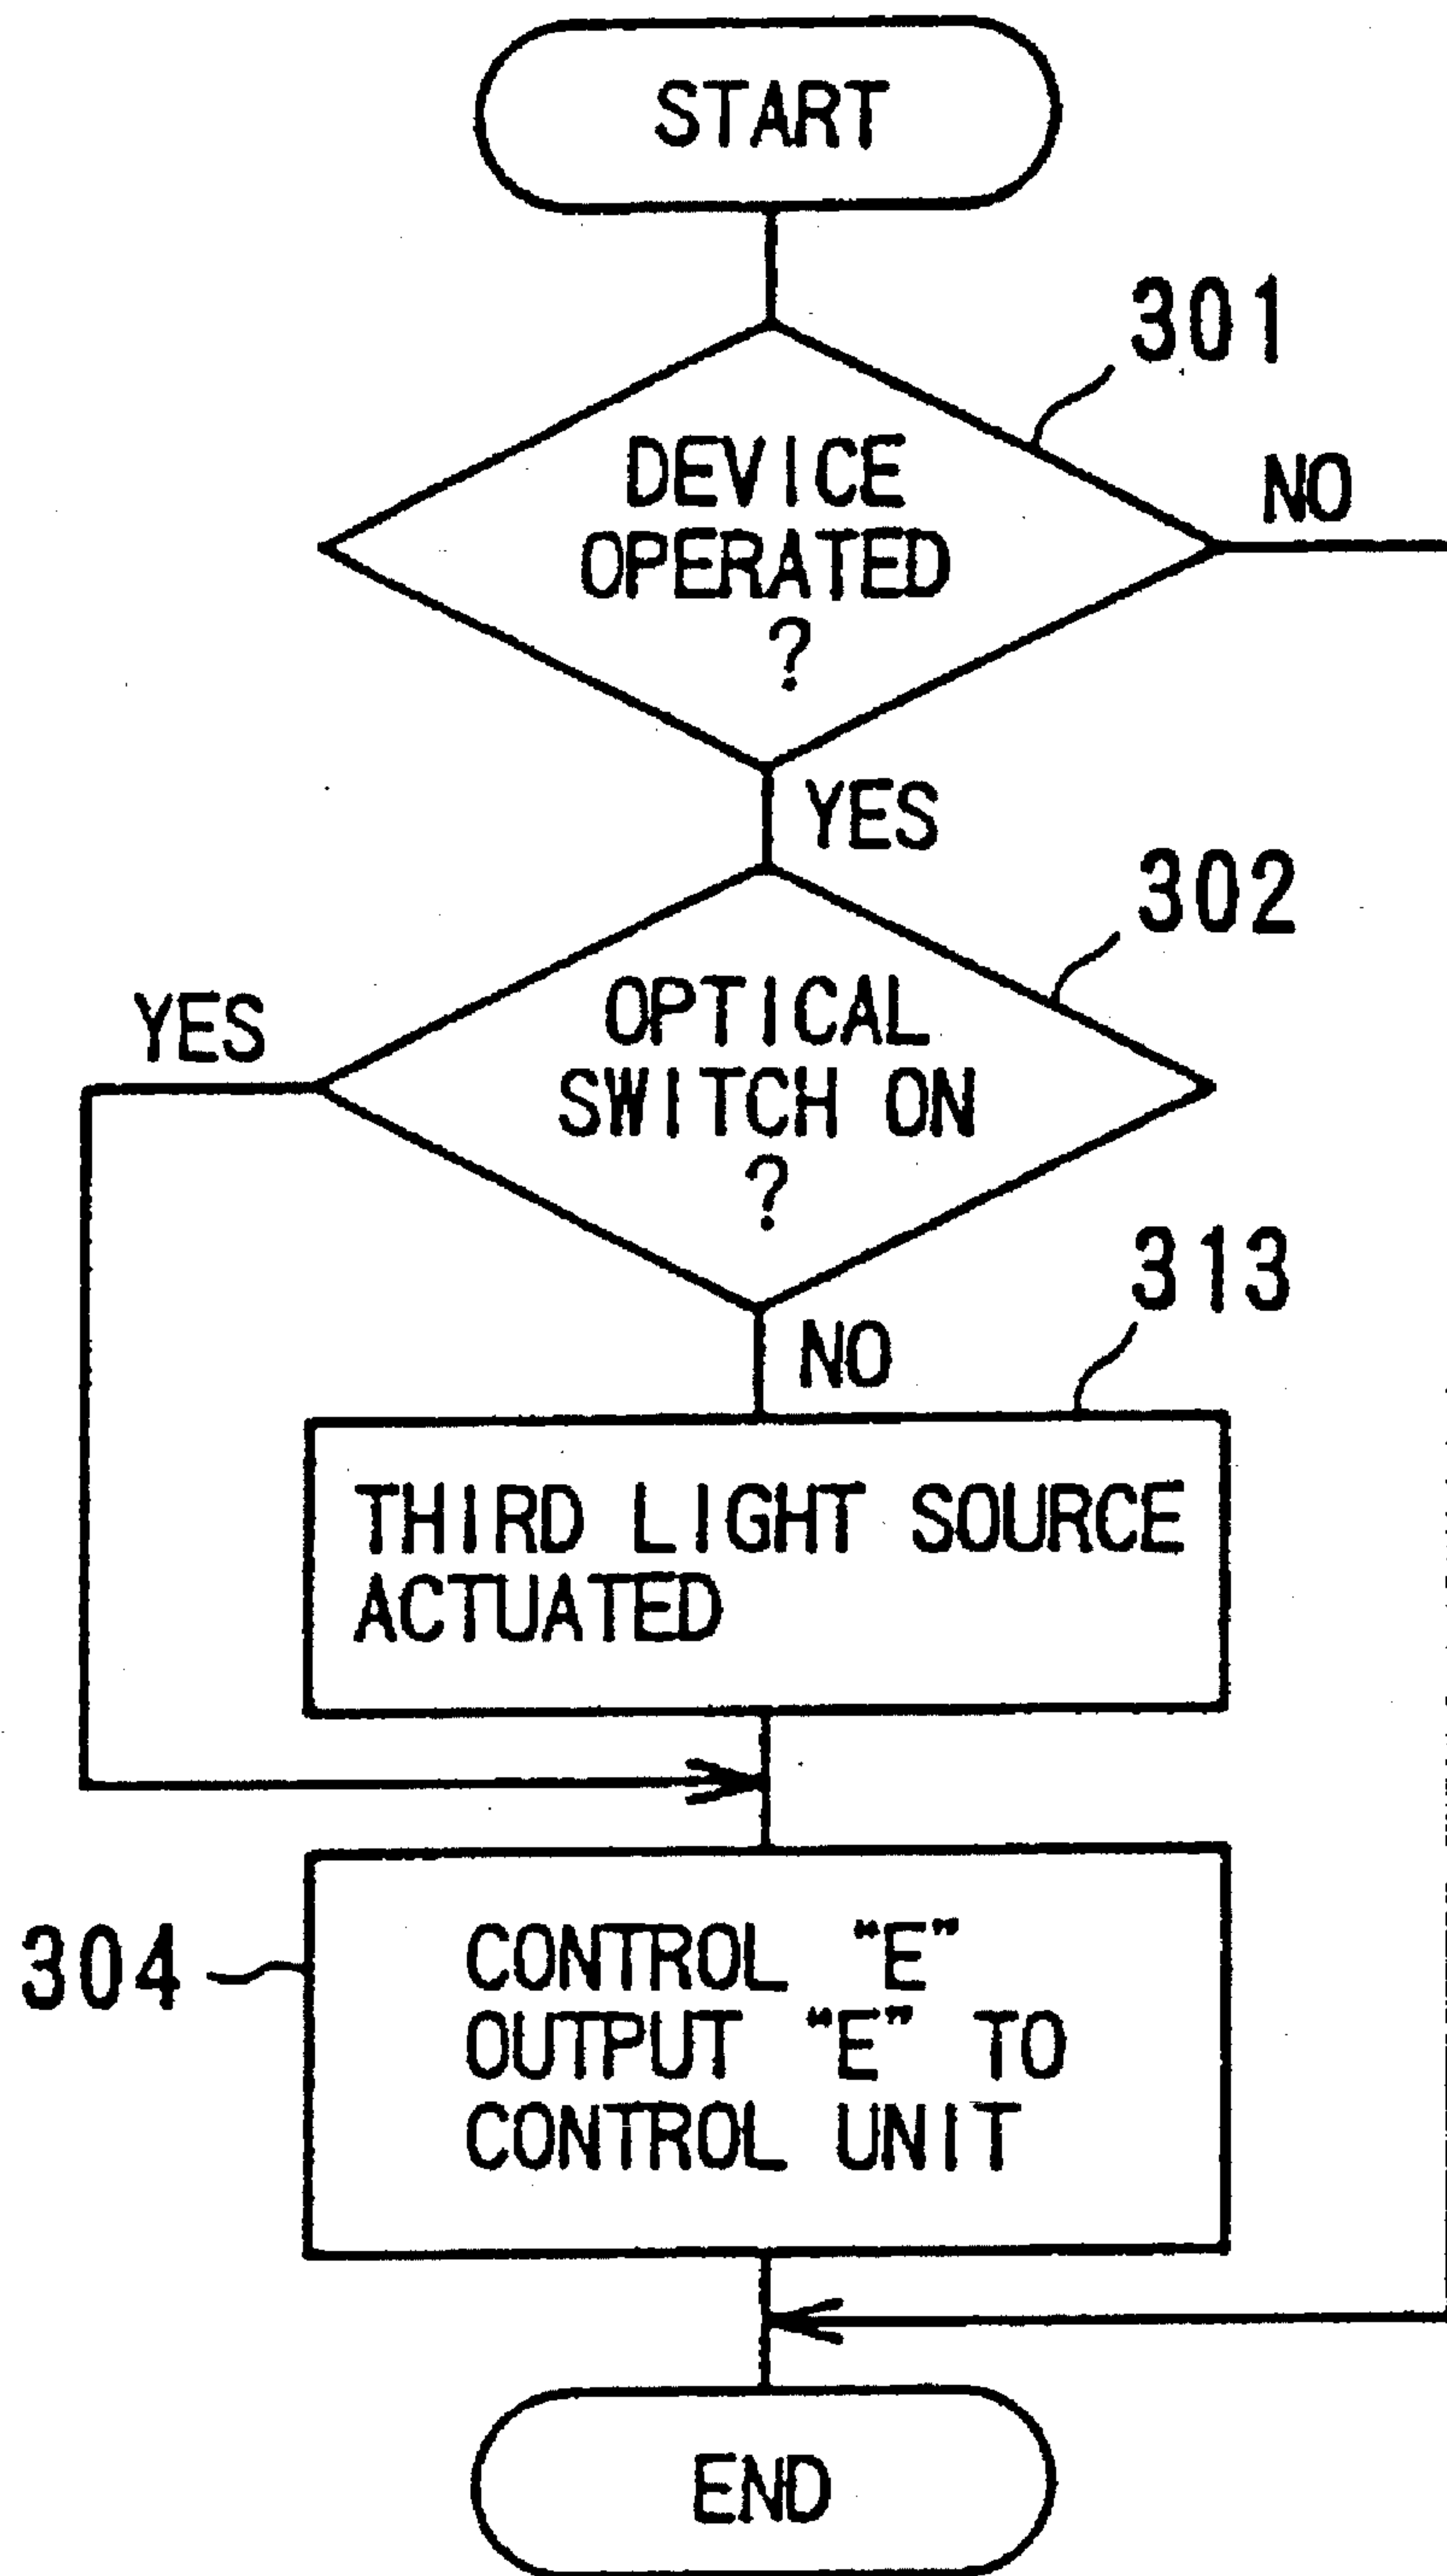 START
301
DEVICE
OPERATED
?
NO
YES
302
OPTICAL
SWITCH ON
?
YES
NO
313
THIRD LIGHT SOURCE
ACTUATED
304
CONTROL "E"
OUTPUT "E" TO
CONTROL UNIT
END